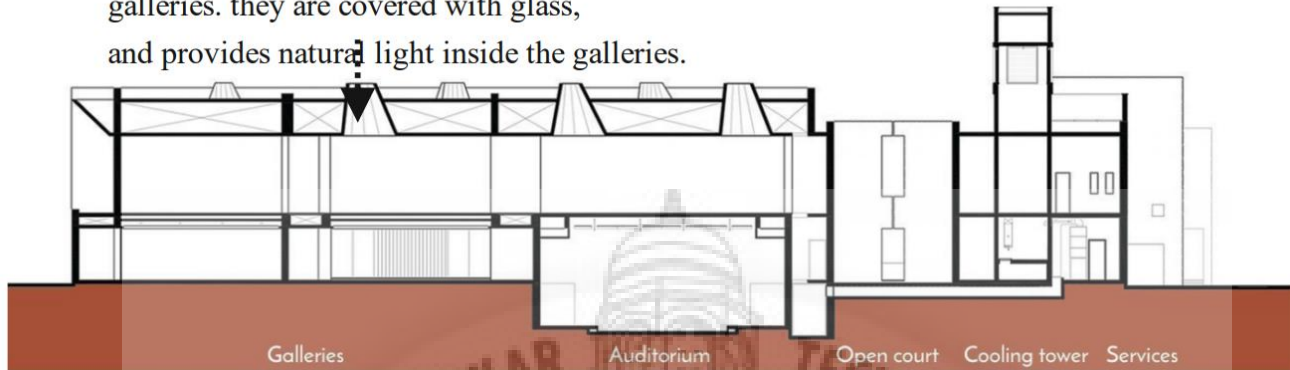 galleries. they are covered with glass,
and provides natural light inside the galleries.
Galleries Auditorium Open court Cooling tower Services